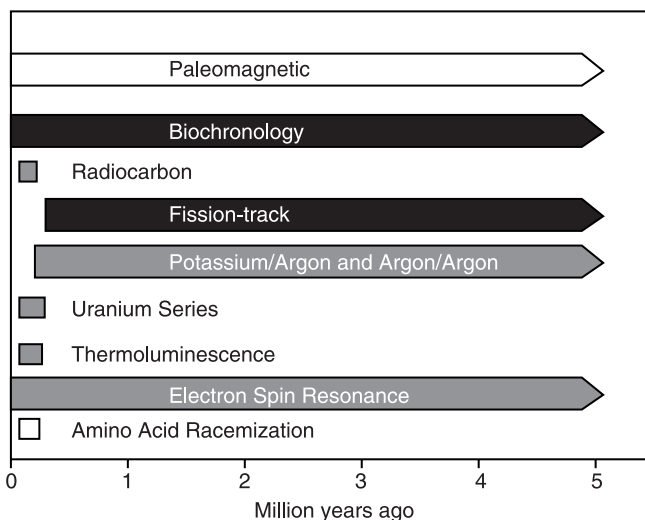 Paleomagnetic
Biochronology
Radiocarbon
Fission-track
Potassium/Argon and Argon/Argon
Uranium Series
Thermoluminescence
Electron Spin Resonance
Amino Acid Racemization
0 1 2 3 4 5
Million years ago